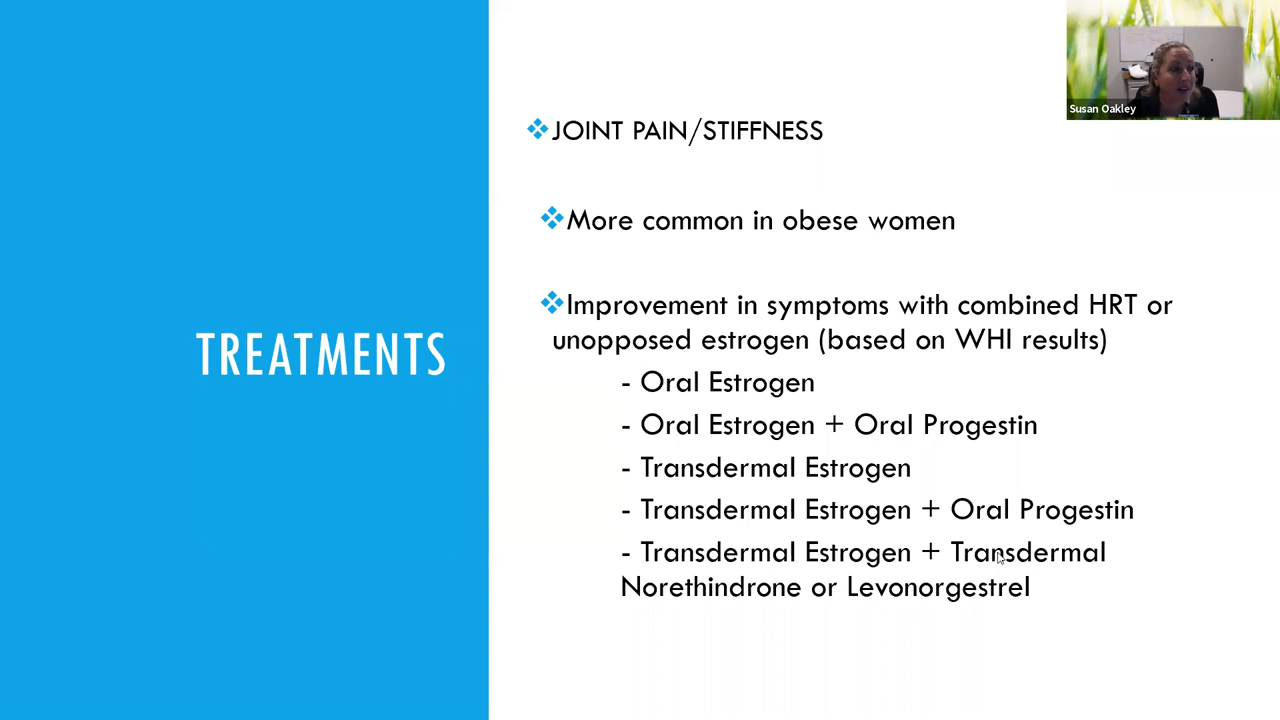 Susan Oakley
TREATMENTS
JOINT PAIN/STIFFNESS
More common in obese women
Improvement in symptoms with combined HRT or
unopposed estrogen (based on WHI results)
- Oral Estrogen
- Oral Estrogen + Oral Progestin
- Transdermal Estrogen
- Transdermal Estrogen + Oral Progestin
- Transdermal Estrogen + Transdermal
Norethindrone or Levonorgestrel